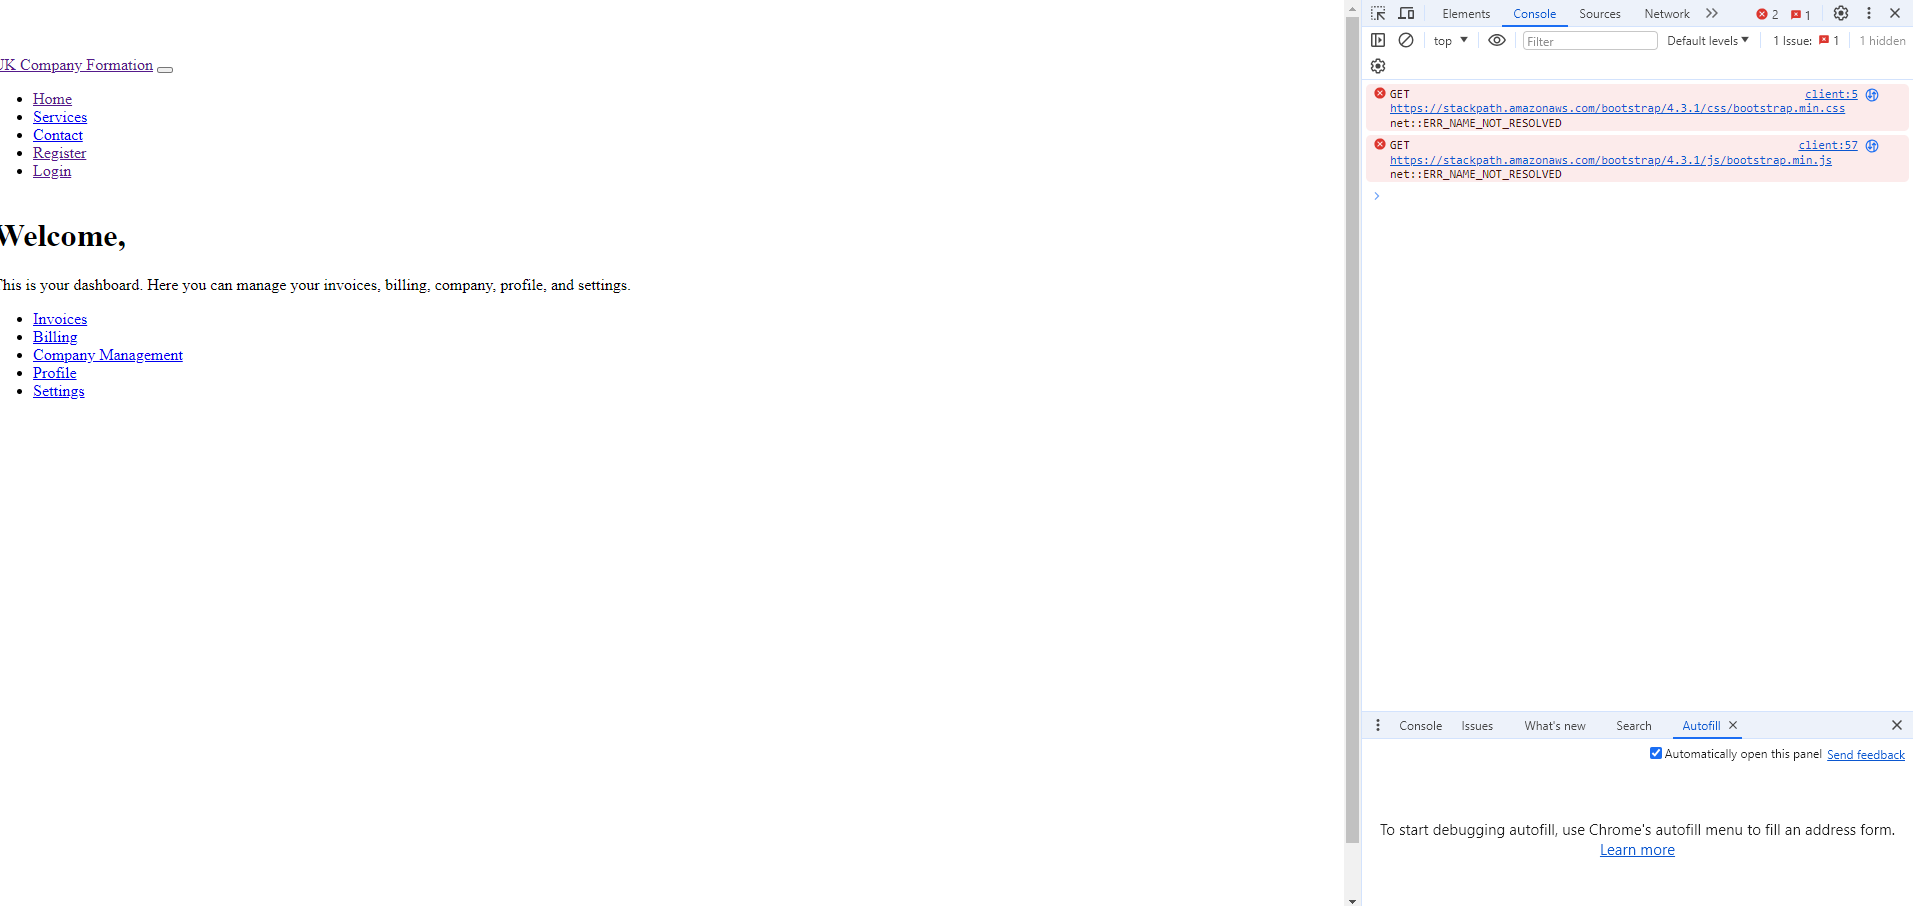 UK Company Formation
Home
Services
Contact
Register
Login
Welcome,
This is your dashboard. Here you can manage your invoices, billing, company, profile, and settings.
Invoices
Billing
Company Management
Profile
Settings
Elements Console Sources Network 2 1
top Filter Default levels 1 Issue: 1 1 hidden
GET client:5
https://stackpath.amazonaws.com/bootstrap/4.3.1/css/bootstrap.min.css
net::ERR_NAME_NOT_RESOLVED
GET client:57
https://stackpath.amazonaws.com/bootstrap/4.3.1/js/bootstrap.min.js
net::ERR_NAME_NOT_RESOLVED
Console Issues What's new Search Autofill
Automatically open this panel Send feedback
To start debugging autofill, use Chrome's autofill menu to fill an address form.
Learn more